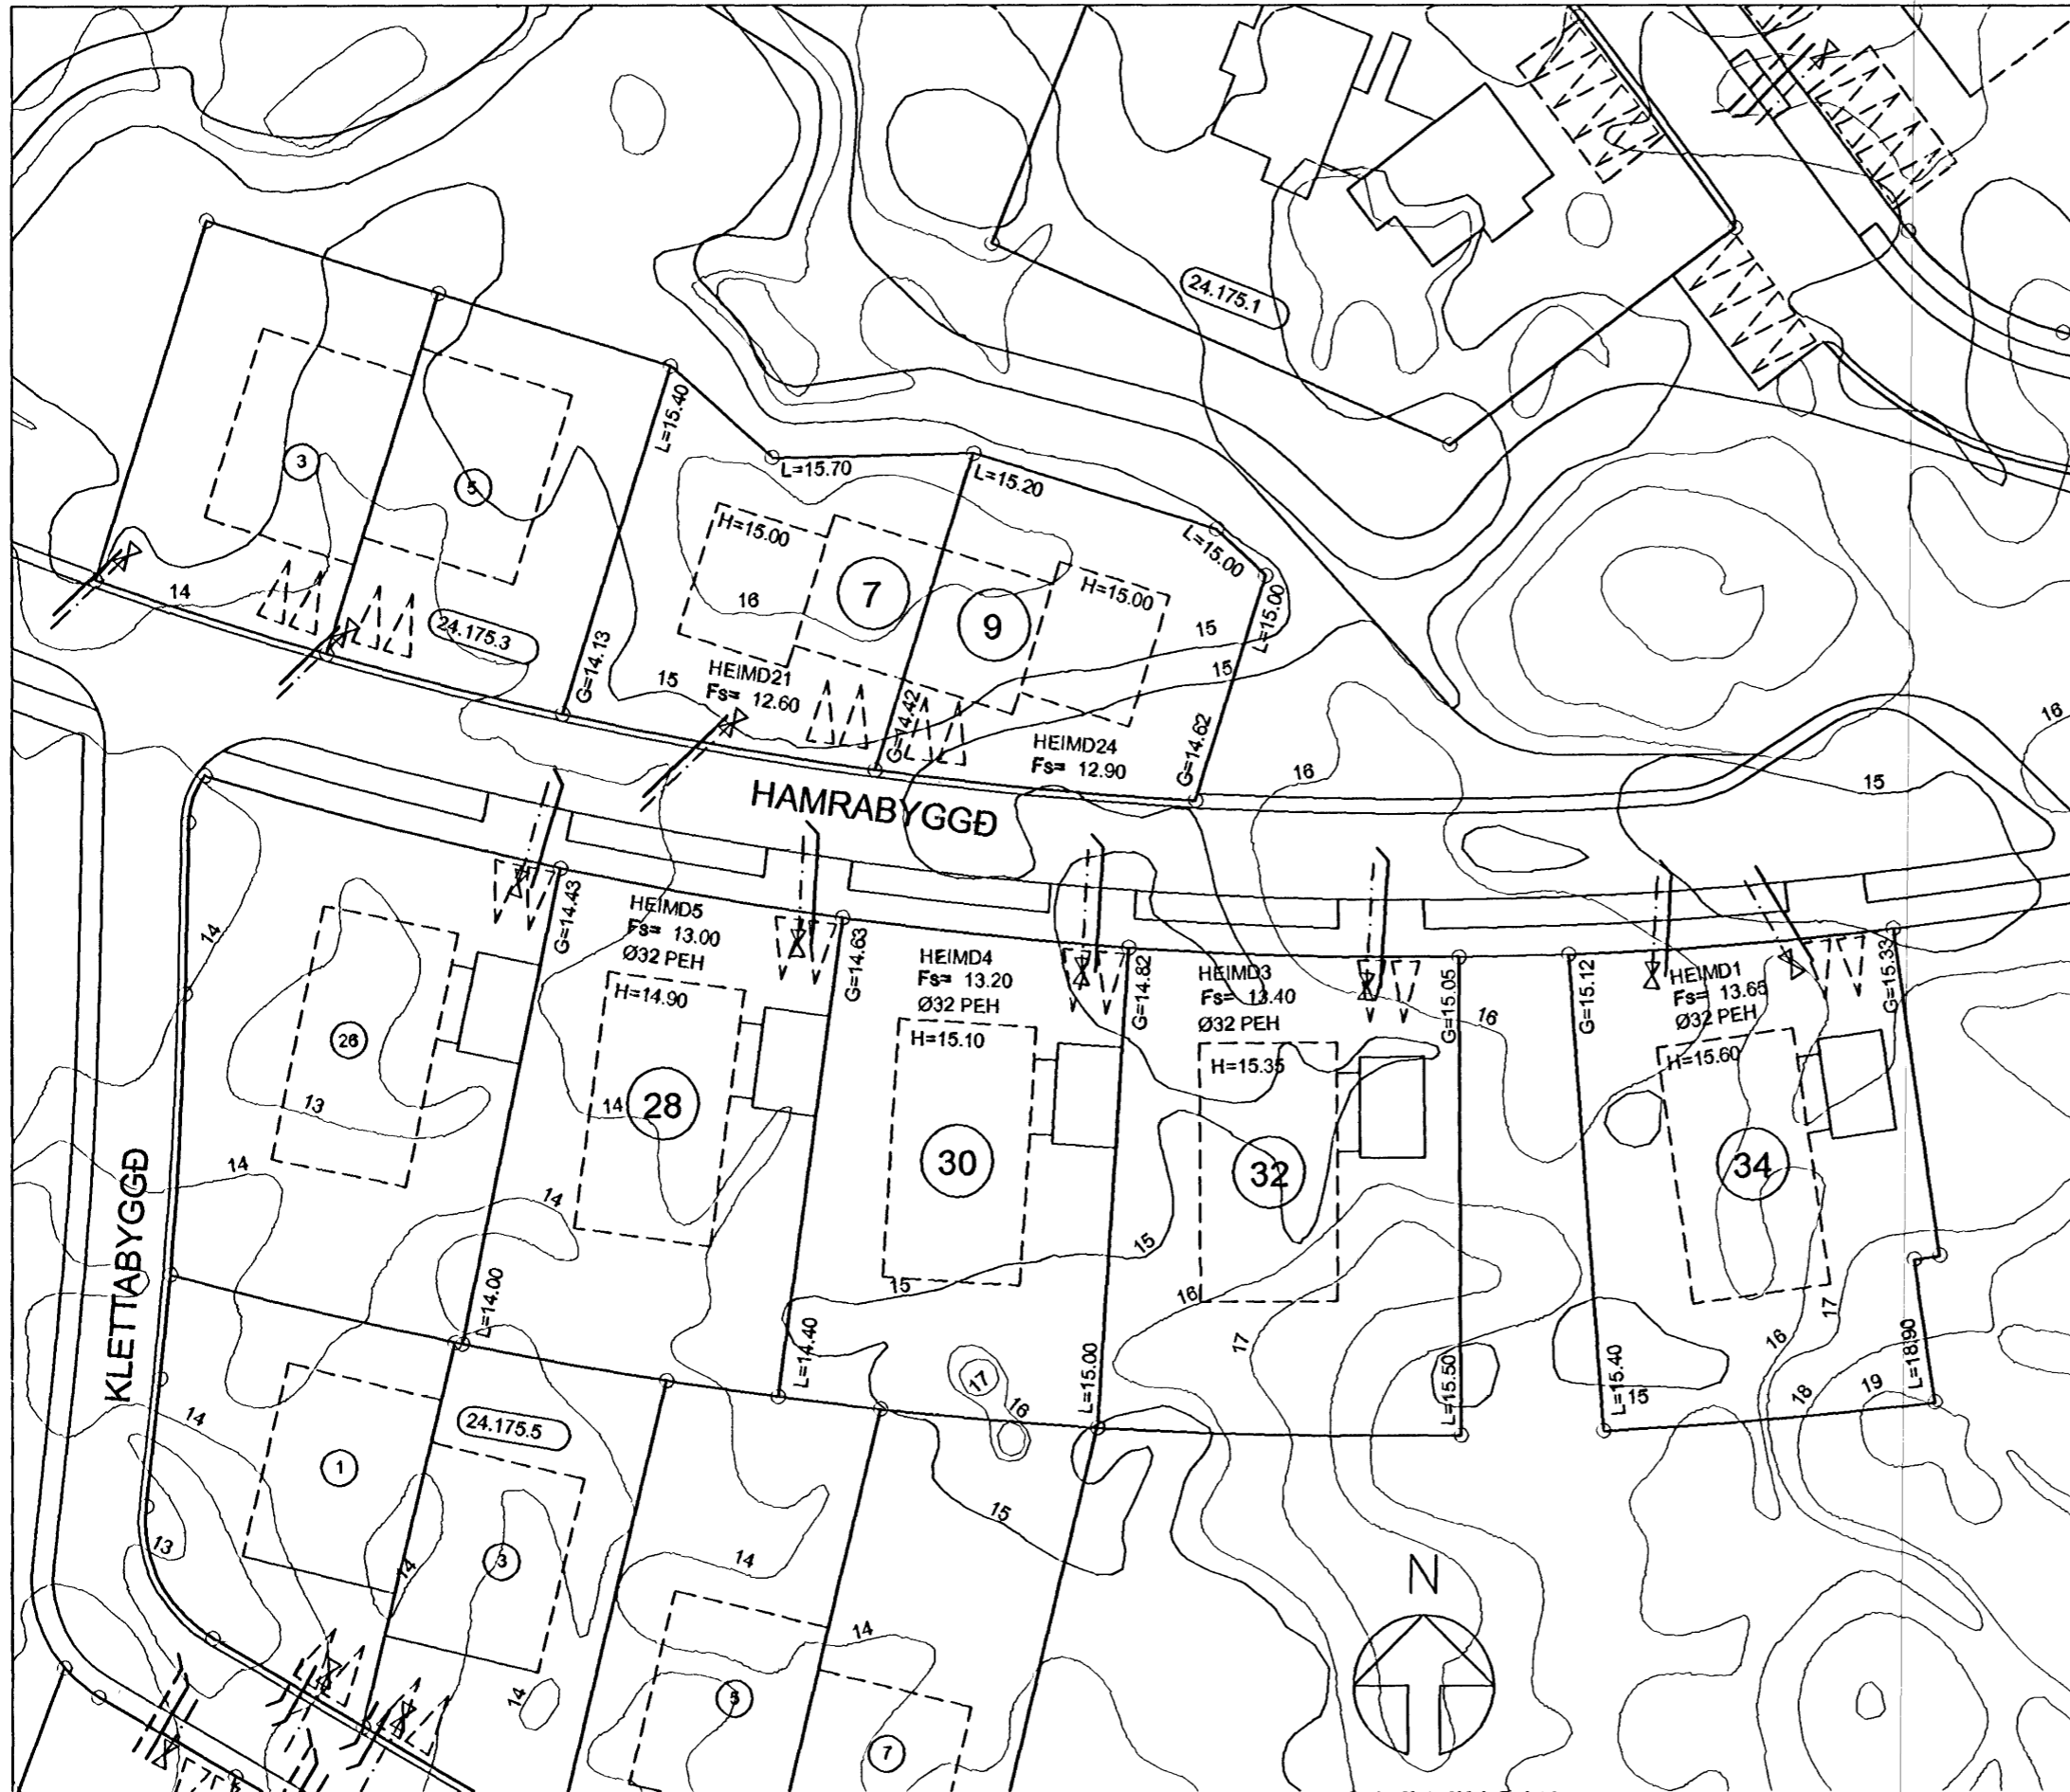 24.175.1
L=15.40
L=15.70
L=15.20
3
5
H=15.00
L=15.00
H=15.00
L=15.00
14
7
16
9
15
24.175.3
G=14.13
15
15
HEIMD21
Fs= 12.60
G=14.42
G=14.62
HEIMD24
Fs= 12.90
16
16
15
HAMRABYGGÐ
G=14.43
HEIMD5
Fs= 13.00
Ø32 PEH
G=14.63
HEIMD4
Fs= 13.20
Ø32 PEH
G=14.82
HEIMD3
Fs= 13.40
Ø32 PEH
G=15.05
G=15.12
HEIMD1
Fs= 13.65
Ø32 PEH
G=15.33
14
H=14.90
16
26
H=15.10
H=15.35
H=15.60
13
14
28
30
32
34
14
14
15
15
16
KLETTABYGGÐ
L=14.00
L=14.40
L=15.00
17
L=15.50
L=15.40
15
16
17
18
19
L=18.90
17
16
14
24.175.5
1
15
13
14
3
14
14
14
5
7
N